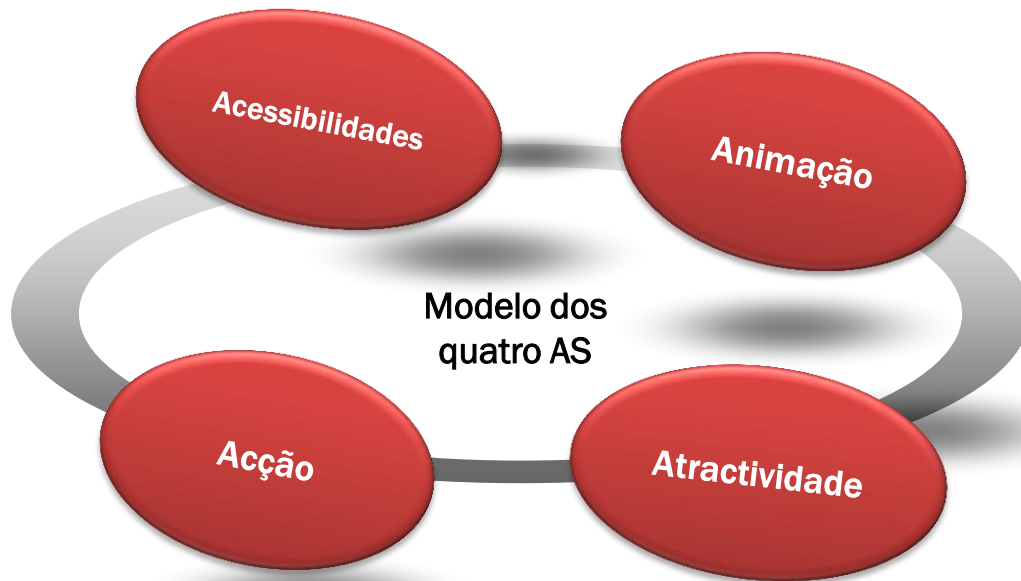 Acessibilidades
Animação
Modelo dos
quatro AS
Acção
Atractividade